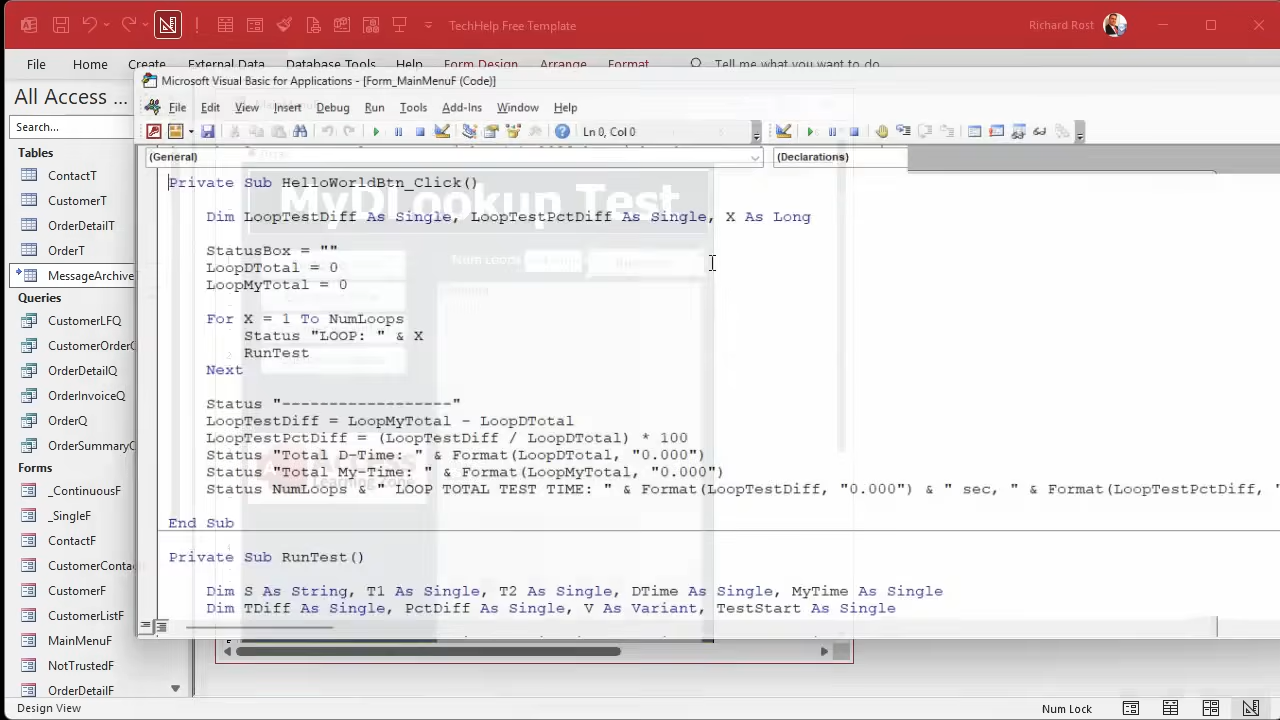 TechHelp Free Template
Richard Rost
File Home Create External Data Database Tools Form Design Arrange Format Tell me what you want to do
All Access ...
Search...
Tables
ContactT
CustomerT
OrderDetailT
OrderT
MessageArchive
Queries
CustomerLFQ
CustomerOrderQ
OrderDetailQ
OrderInvoiceQ
OrderQ
OrderSummaryQ
Forms
_ContinuousF
_SingleF
ContactF
CustomerConta
CustomerF
CustomerListF
MainMenuF
NotTrustedF
OrderDetailF
Design View
Num Lock
Microsoft Visual Basic for Applications - [Form_MainMenuF (Code)]
File Edit View Insert Debug Run Tools Add-Ins Window Help
Ln 0, Col 0
(General)
(Declarations)
MyDLookup Test
Num Loops
Private Sub HelloWorldBtn_Click()
Dim LoopTestDiff As Single, LoopTestPctDiff As Single, X As Long
StatusBox = ""
LoopDTotal = 0
LoopMyTotal = 0
For X = 1 To NumLoops
Status "LOOP: " & X
RunTest
Next
Status "------------------"
LoopTestDiff = LoopMyTotal - LoopDTotal
LoopTestPctDiff = (LoopTestDiff / LoopDTotal) * 100
Status "Total D-Time: " & Format(LoopDTotal, "0.000")
Status "Total My-Time: " & Format(LoopMyTotal, "0.000")
Status NumLoops & " LOOP TOTAL TEST TIME: " & Format(LoopTestDiff, "0.000") & " sec, " & Format(LoopTestPctDiff, "
End Sub
Private Sub RunTest()
Dim S As String, T1 As Single, T2 As Single, DTime As Single, MyTime As Single
Dim TDiff As Single, PctDiff As Single, V As Variant, TestStart As Single